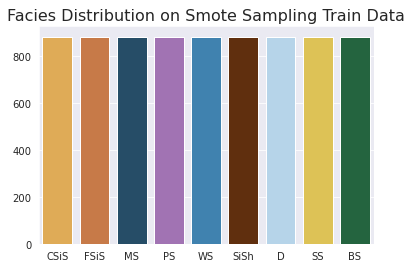 Facies Distribution on Smote Sampling Train Data
800
600
400
200
0
CSiS FSiS MS PS WS SiSh D SS BS